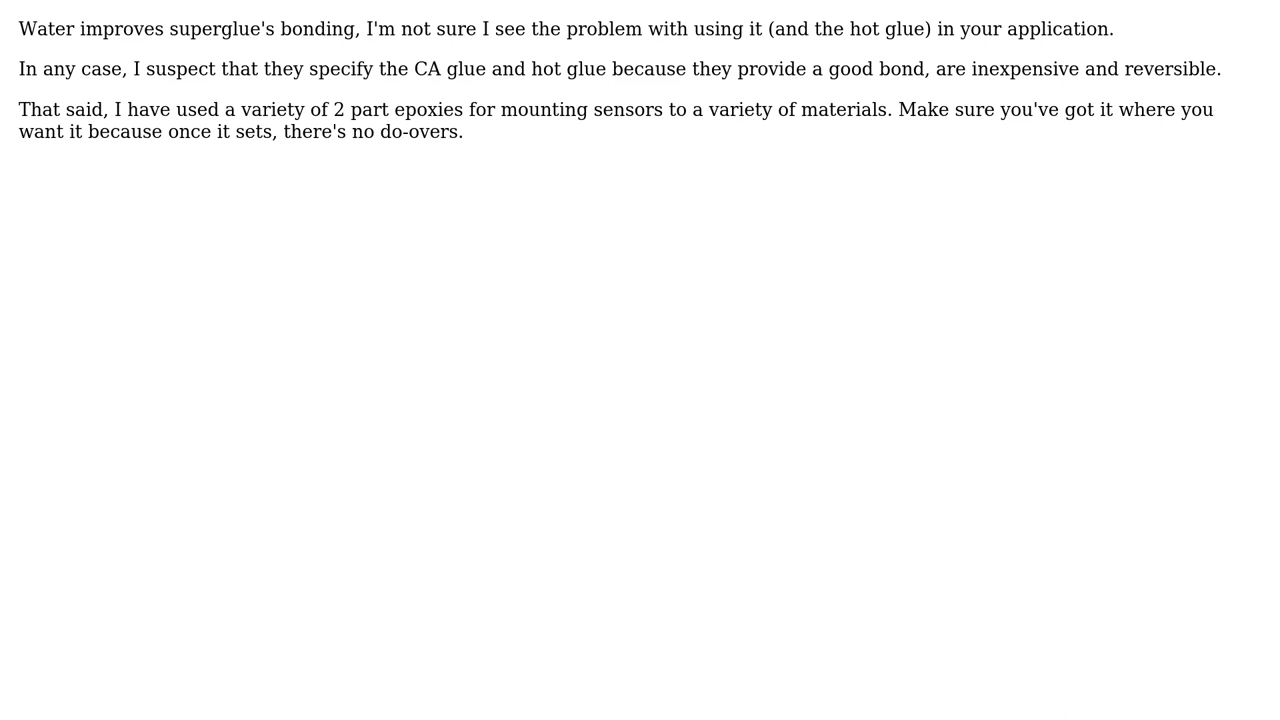 Water improves superglue's bonding, I'm not sure I see the problem with using it (and the hot glue) in your application.
In any case, I suspect that they specify the CA glue and hot glue because they provide a good bond, are inexpensive and reversible.
That said, I have used a variety of 2 part epoxies for mounting sensors to a variety of materials. Make sure you've got it where you
want it because once it sets, there's no do-overs.